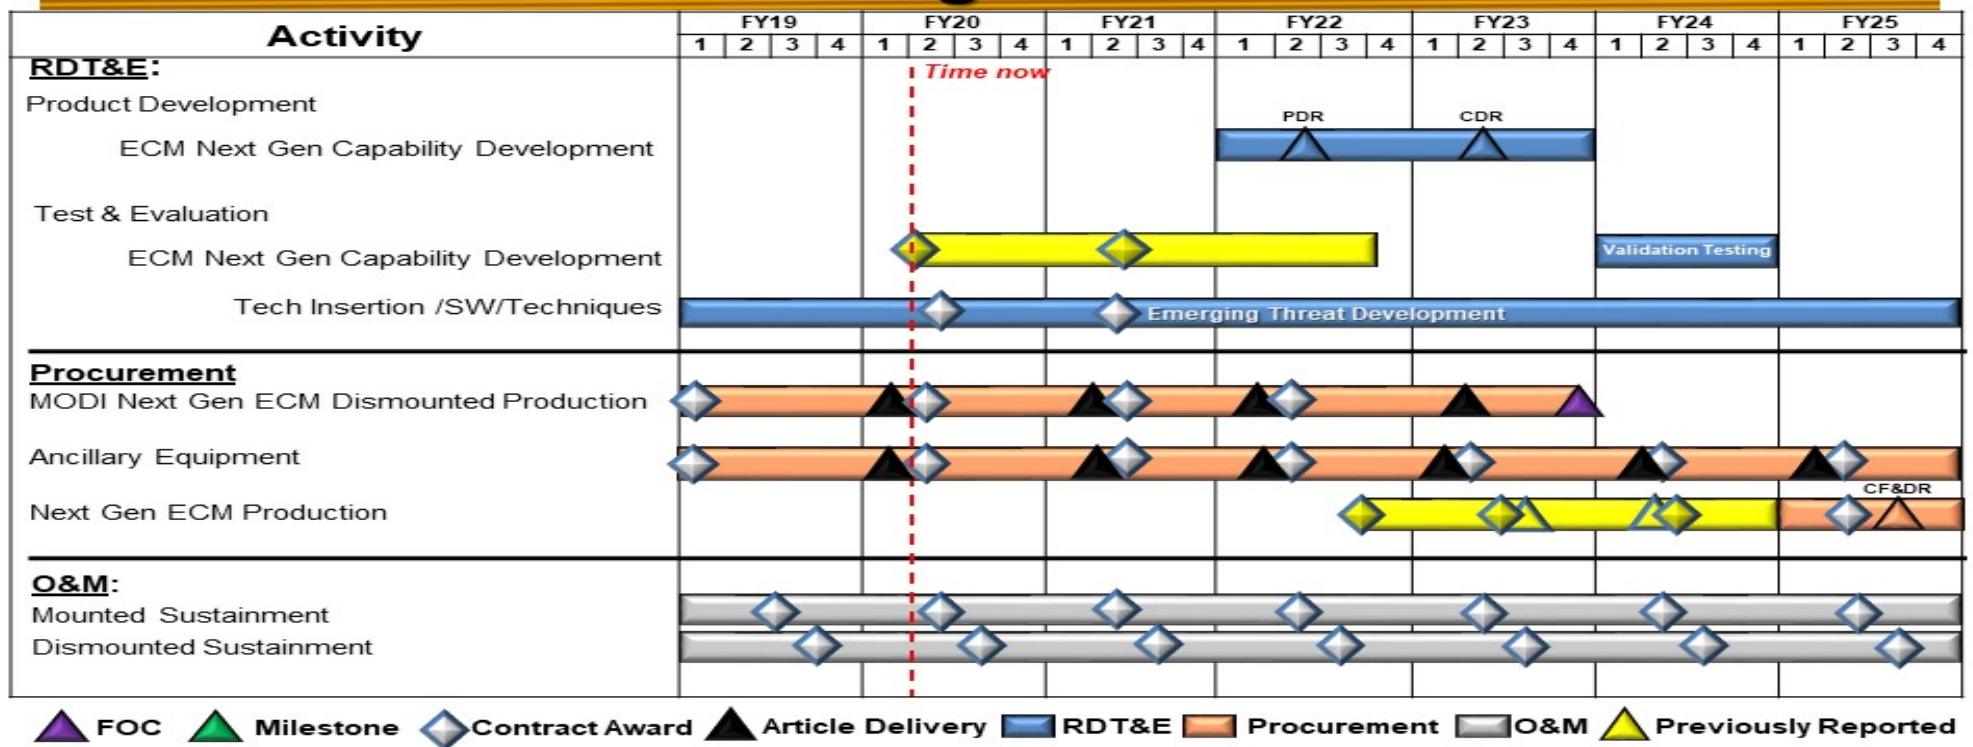 FY19 FY20 FY21 FY22 FY23 FY24 FY25
Activity
1 2 3 4 1 2 3 4 1 2 3 4 1 2 3 4 1 2 3 4 1 2 3 4 1 2 3 4
RDT&E:
Time now
Product Development
PDR CDR
ECM Next Gen Capability Development
Test & Evaluation
ECM Next Gen Capability Development
Validation Testing
Tech Insertion /SW/Techniques
Emerging Threat Development
Procurement
MODI Next Gen ECM Dismounted Production
Ancillary Equipment
CF&DR
Next Gen ECM Production
O&M:
Mounted Sustainment
Dismounted Sustainment
FOC Milestone Contract Award Article Delivery RDT&E Procurement O&M Previously Reported